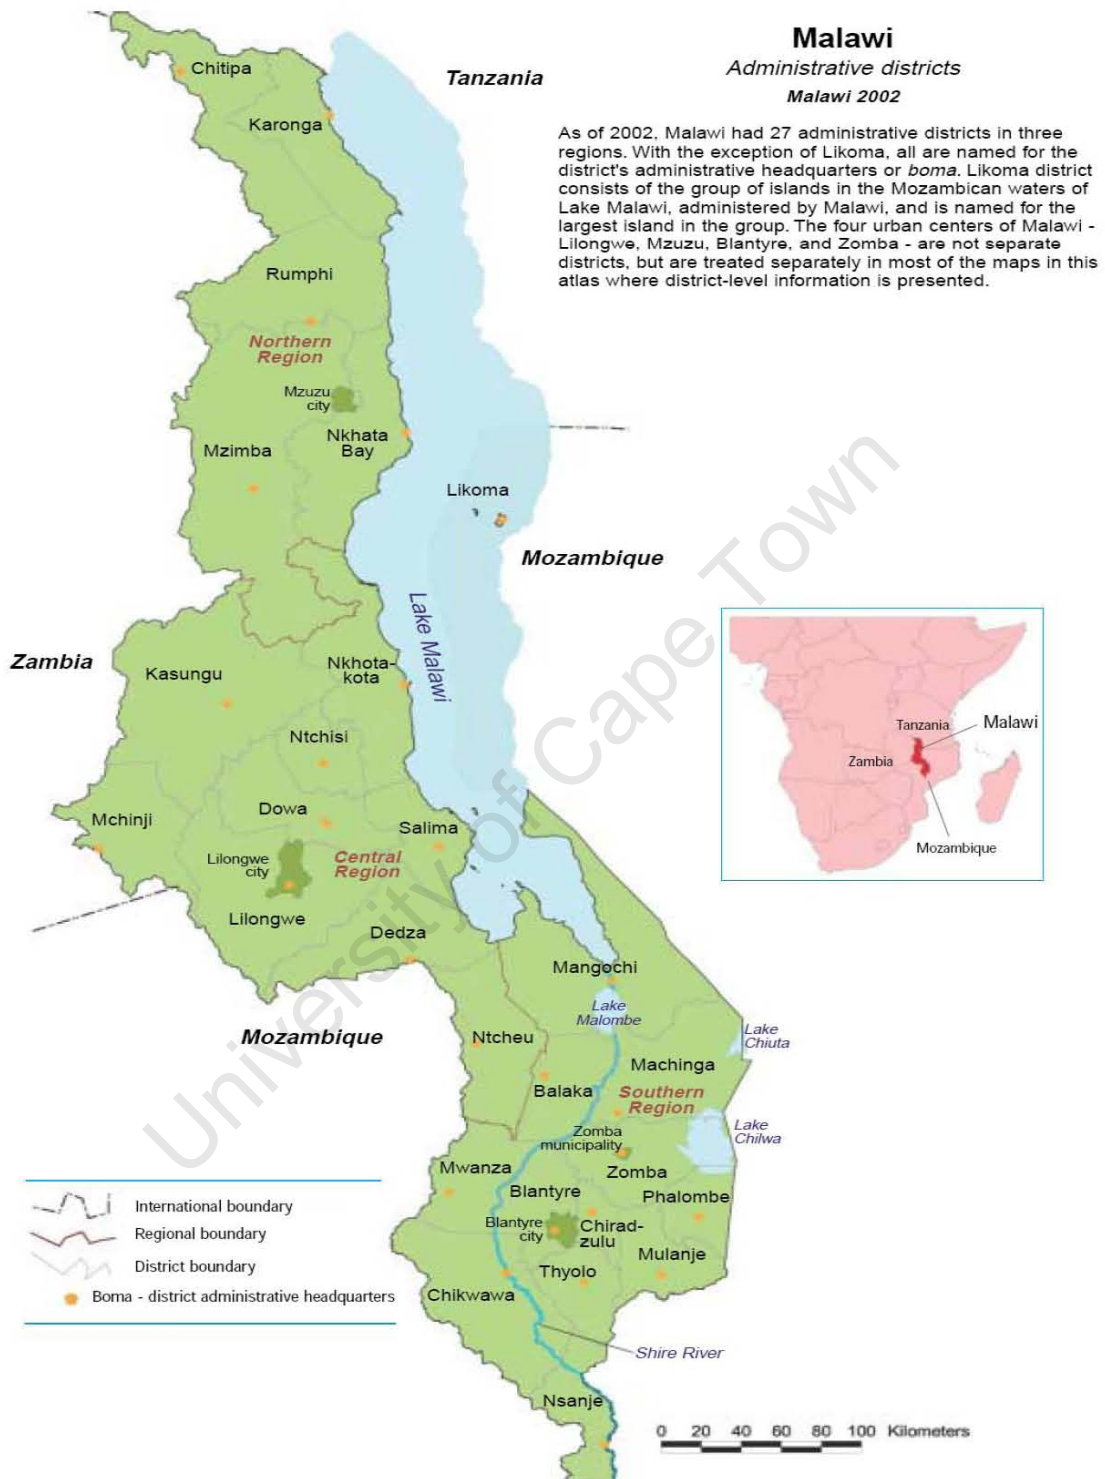 Malawi
Administrative districts
Malawi 2002
As of 2002, Malawi had 27 administrative districts in three
regions. With the exception of Likoma, all are named for the
district's administrative headquarters or boma. Likoma district
consists of the group of islands in the Mozambican waters of
Lake Malawi, administered by Malawi, and is named for the
largest island in the group. The four urban centers of Malawi -
Lilongwe, Mzuzu, Blantyre, and Zomba - are not separate
districts, but are treated separately in most of the maps in this
atlas where district-level information is presented.
Chitipa
Tanzania
Karonga
Rumphi
Northern
Region
Mzuzu
city
Nkhata
Bay
Mzimba
Likoma
Mozambique
Lake Malawi
Zambia
Kasungu
Nkhota-
kota
Ntchisi
Dowa
Mchinji
Salima
Lilongwe
city
Central
Region
Lilongwe
Dedza
Tanzania
Malawi
Zambia
Mozambique
Mangochi
Lake
Malombe
Mozambique
Ntcheu
Lake
Chiuta
Machinga
Balaka
Southern
Region
Lake
Chilwa
Zomba
municipality
Mwanza
Zomba
Blantyre
Phalombe
Blantyre
city
Chirad-
zulu
Mulanje
Thyolo
Chikwawa
Shire River
Nsanje
International boundary
Regional boundary
District boundary
Boma - district administrative headquarters
0 20 40 60 80 100 Kilometers
University of Cape Town